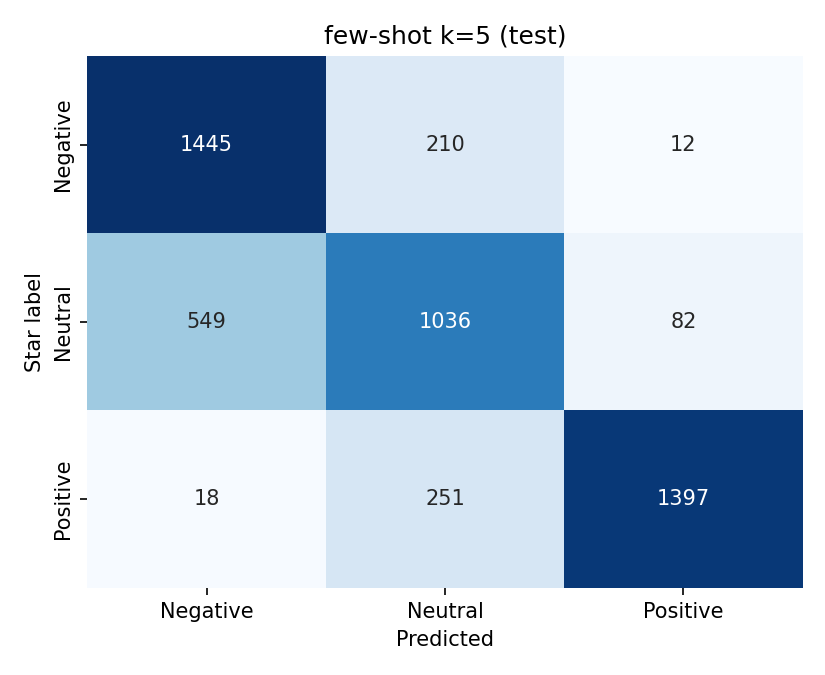 few-shot k=5 (test)
Star label
Negative
1445
210
12
Neutral
549
1036
82
Positive
18
251
1397
Negative
Neutral
Positive
Predicted